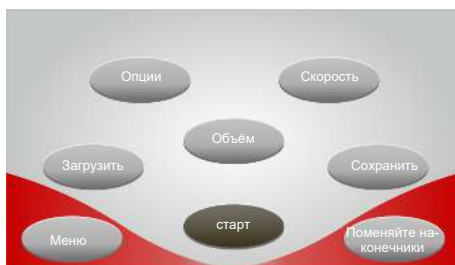 Опции
Скорость
Объём
Загрузить
Сохранить
старт
Меню
Поменяйте на-
конечники